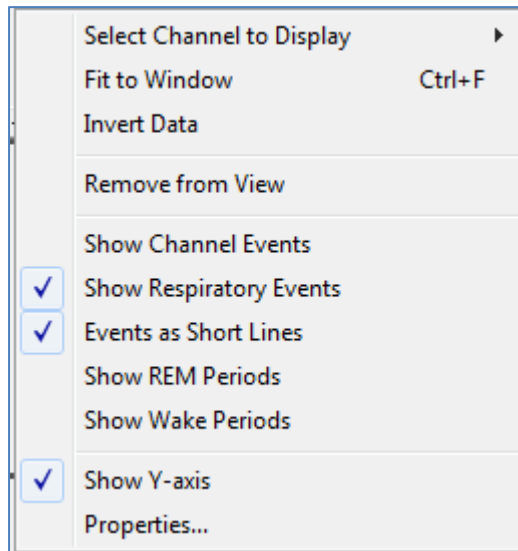 Select Channel to Display
Fit to Window Ctrl+F
Invert Data
Remove from View
Show Channel Events
Show Respiratory Events
Events as Short Lines
Show REM Periods
Show Wake Periods
Show Y-axis
Properties...